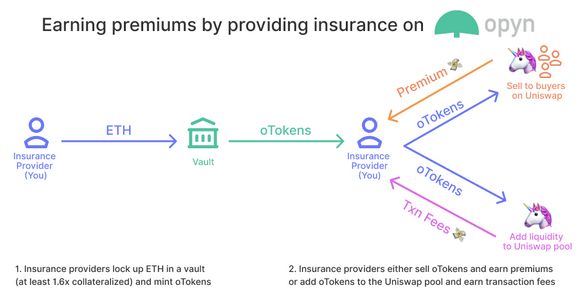 Earning premiums by providing insurance on opyn
Premium
Sell to buyers
on Uniswap
oTokens
ETH
oTokens
Insurance
Provider
(You)
Vault
Insurance
Provider
(You)
oTokens
Txn Fees
Add liquidity
to Uniswap pool
1. Insurance providers lock up ETH in a vault
(at least 1.6x collateralized) and mint oTokens
2. Insurance providers either sell oTokens and earn premiums
or add oTokens to the Uniswap pool and earn transaction fees